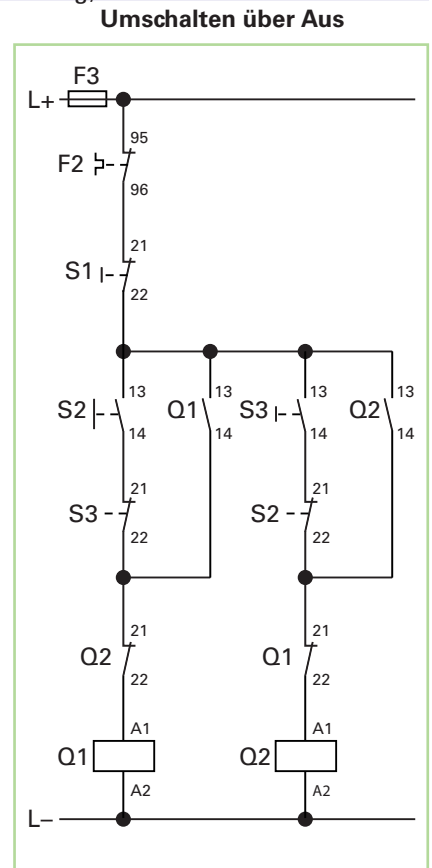 Umschalten über Aus
F3
L+
95
F2
96
21
S1
22
13 13 13 13
S2 Q1 S3 Q2
14 14 14 14
21 21
S3 S2
22 22
21 21
Q2 Q1
22 22
A1 A1
Q1 Q2
A2 A2
L–